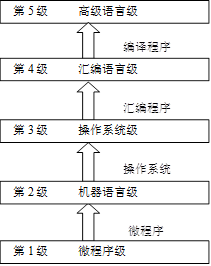 第5级 高级语言级
编译程序
第4级 汇编语言级
汇编程序
第3级 操作系统级
操作系统
第2级 机器语言级
微程序
第1级 微程序级